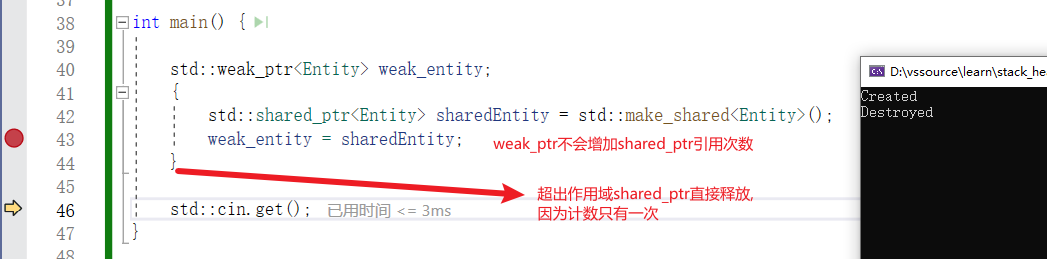 37
38 int main() {
39
40 std::weak_ptr<Entity> weak_entity;
41 {
42 std::shared_ptr<Entity> sharedEntity = std::make_shared<Entity>();
43 weak_entity = sharedEntity;
weak_ptr不会增加shared_ptr引用次数
44 }
45
超出作用域shared_ptr直接释放,
因为计数只有一次
46 std::cin.get(); 已用时间 <= 3ms
47 }
48
D:\vssource\learn\stack_hea
Created
Destroyed